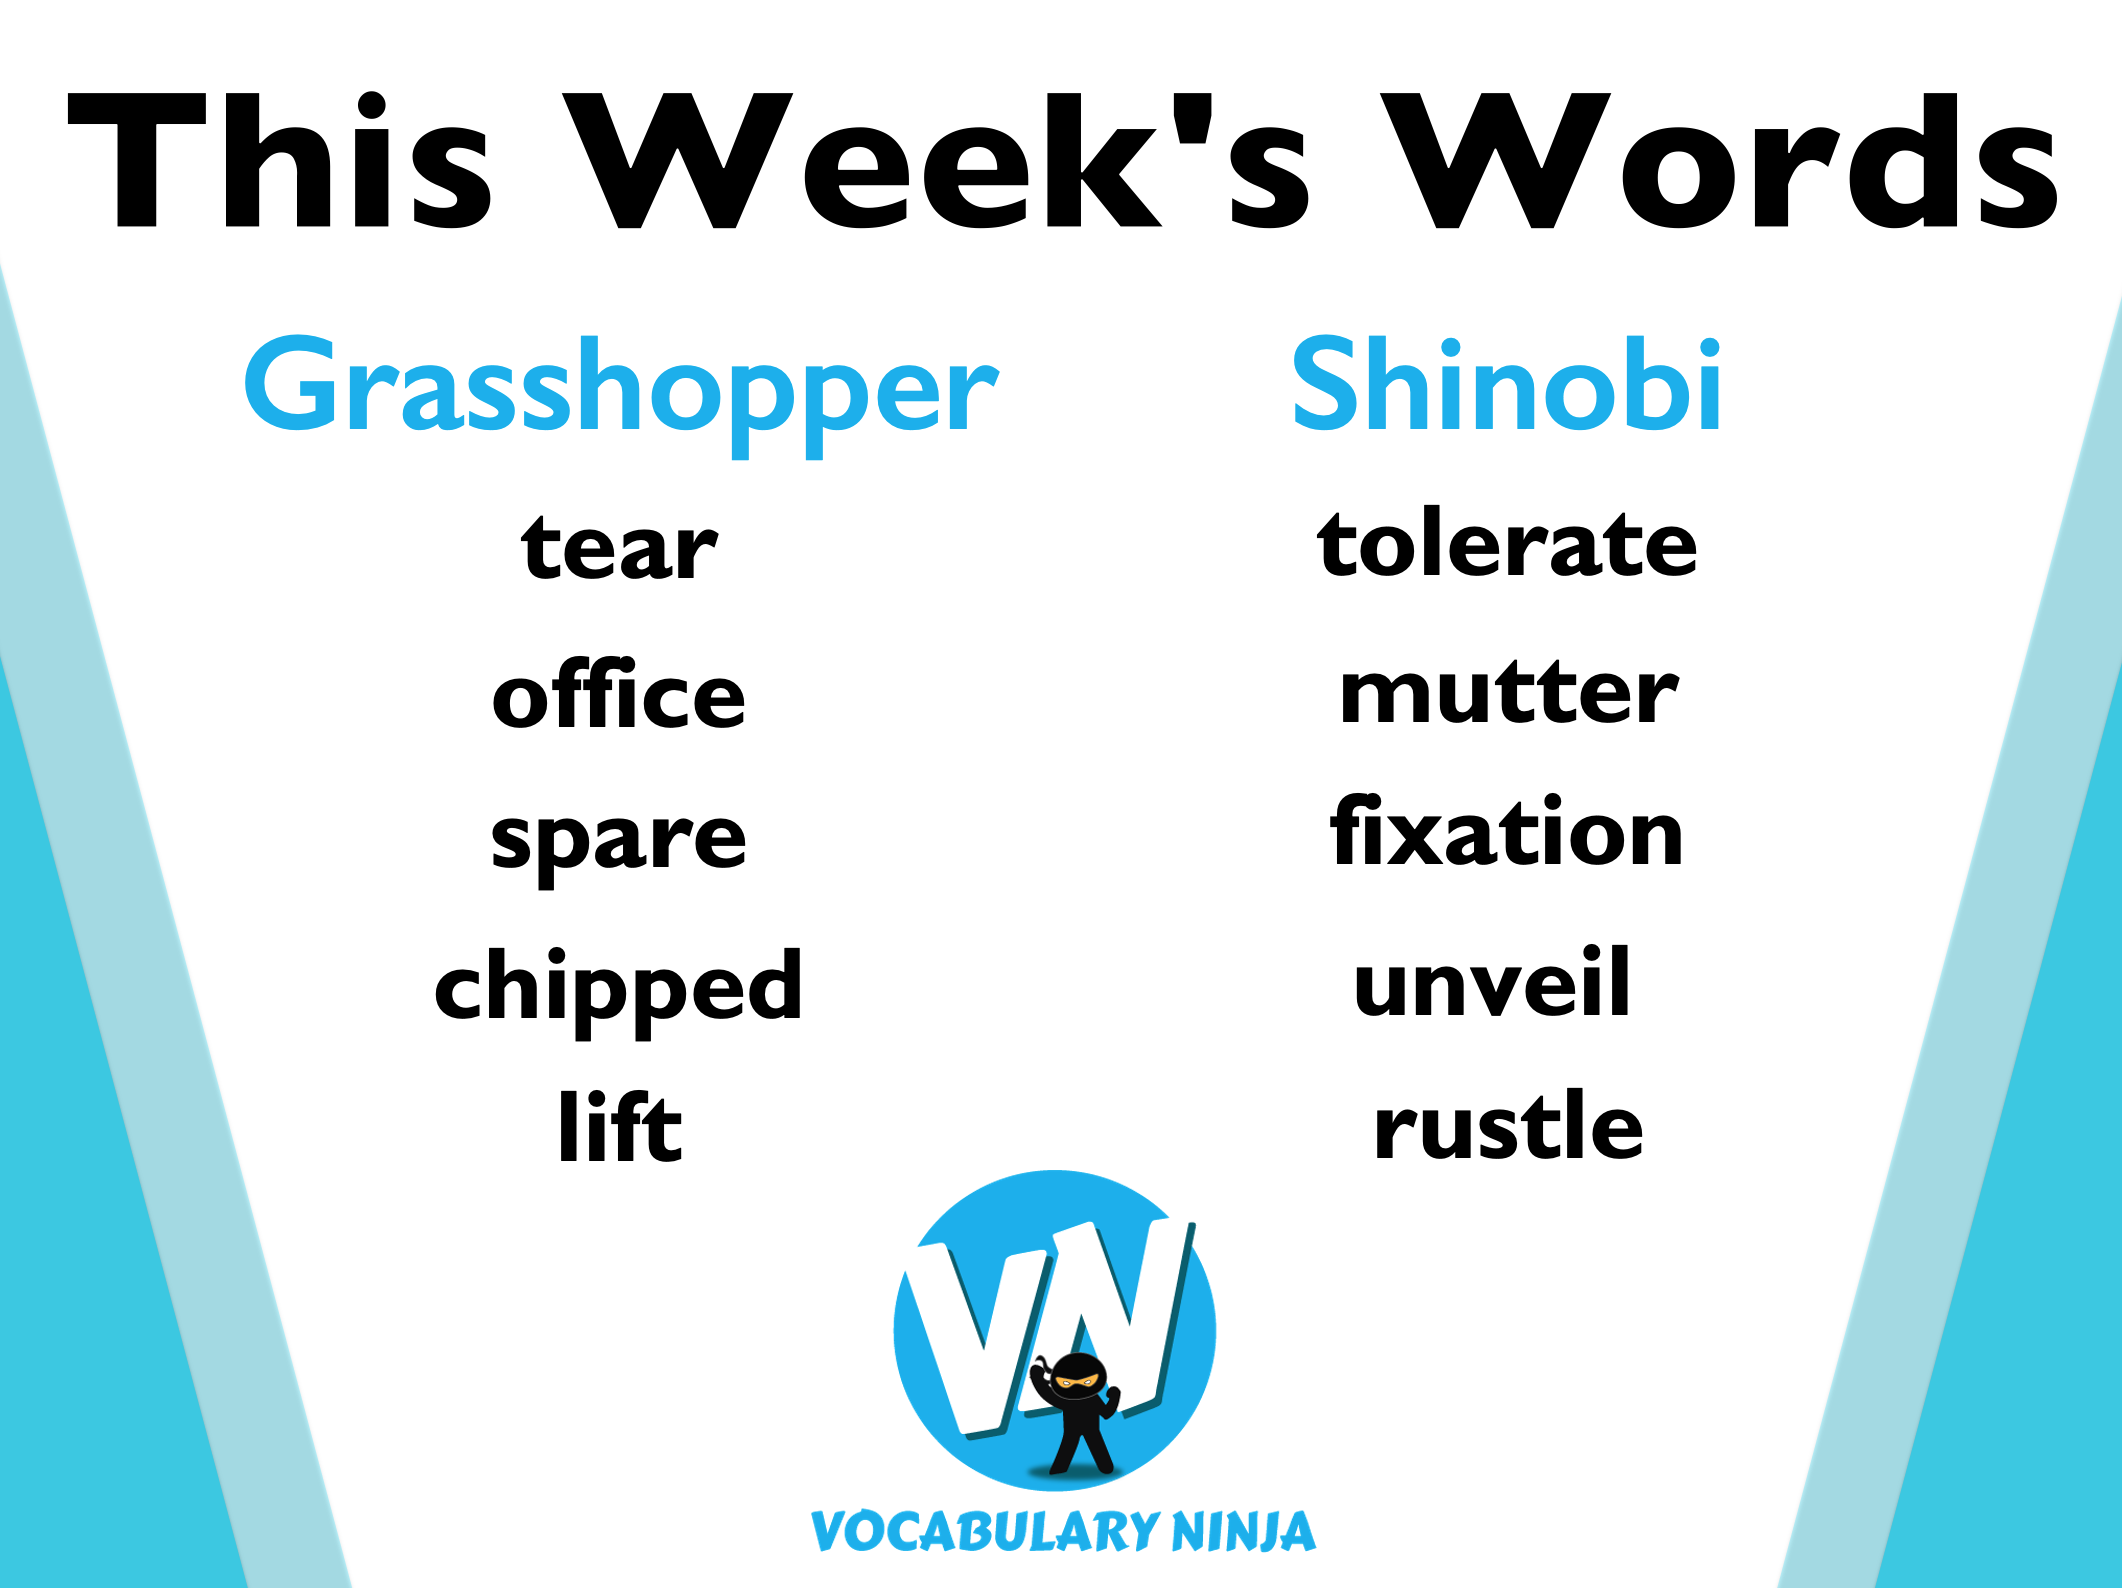 This Week's Words
Grasshopper
tear
office
spare
chipped
lift
Shinobi
tolerate
mutter
fixation
unveil
rustle
VN
VOCABULARY NINJA